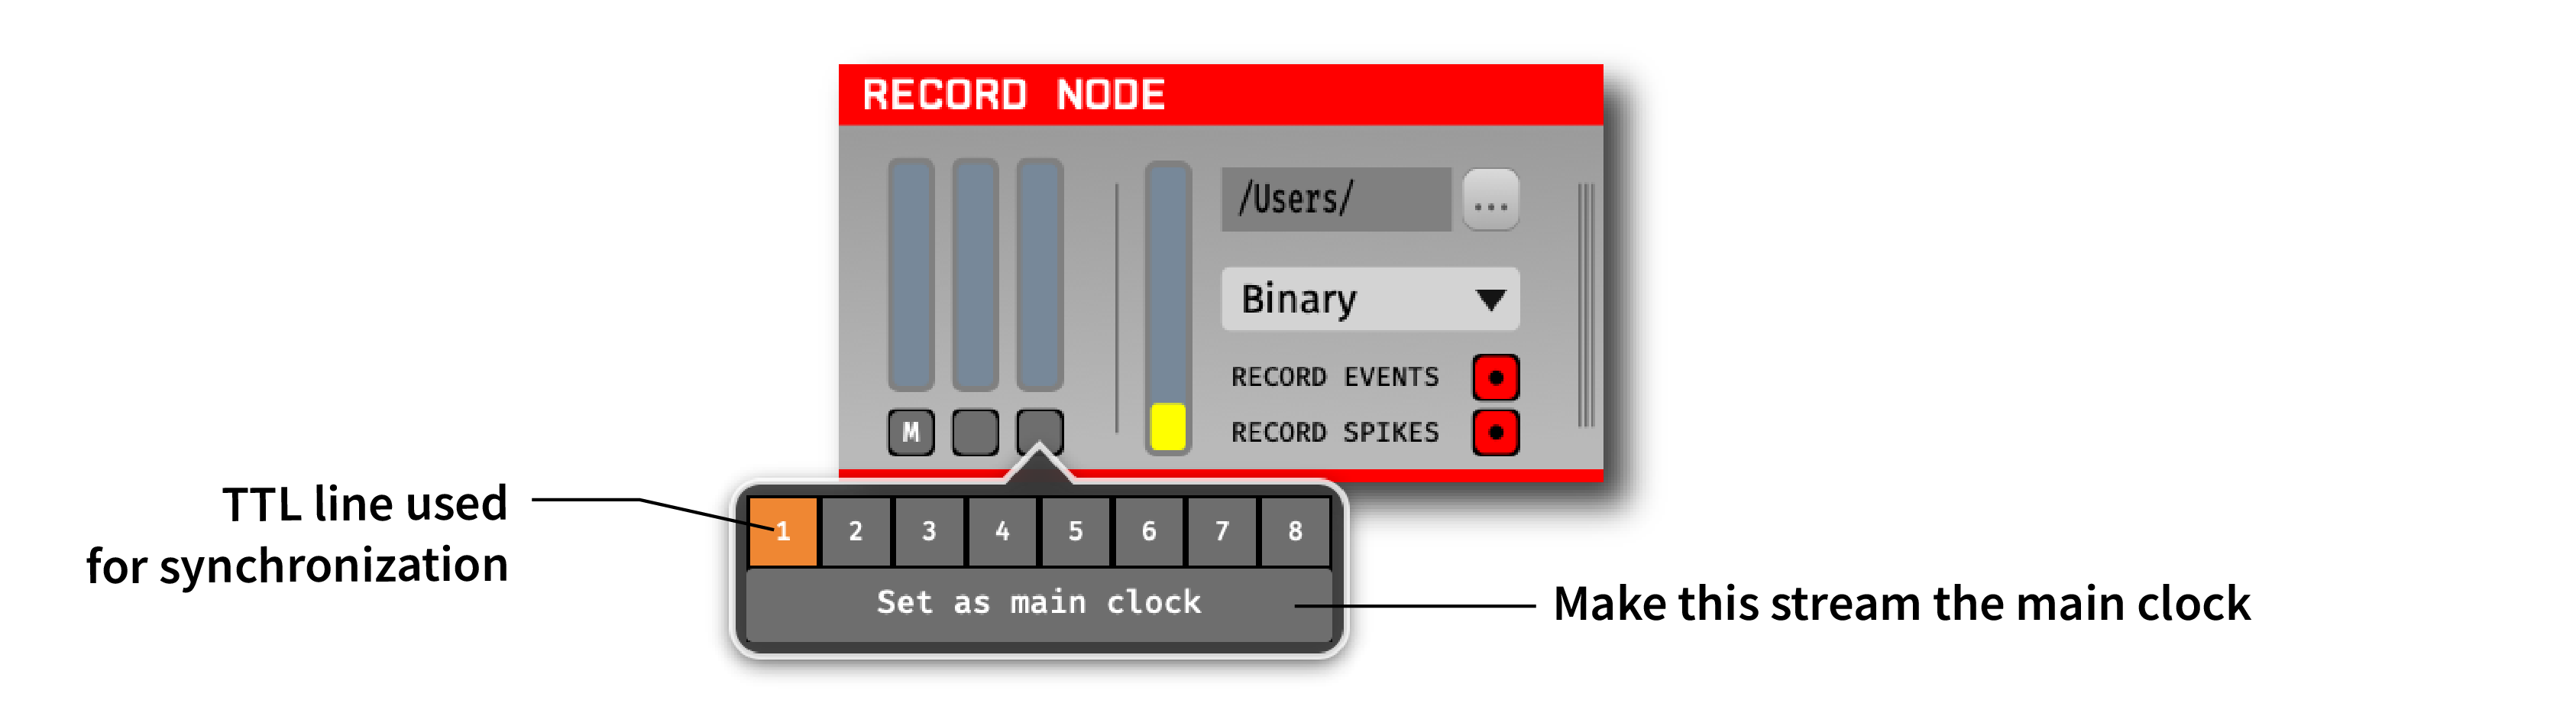 RECORD NODE
/Users/
...
Binary
RECORD EVENTS
M
RECORD SPIKES
TTL line used
for synchronization
1 2 3 4 5 6 7 8
Set as main clock
Make this stream the main clock